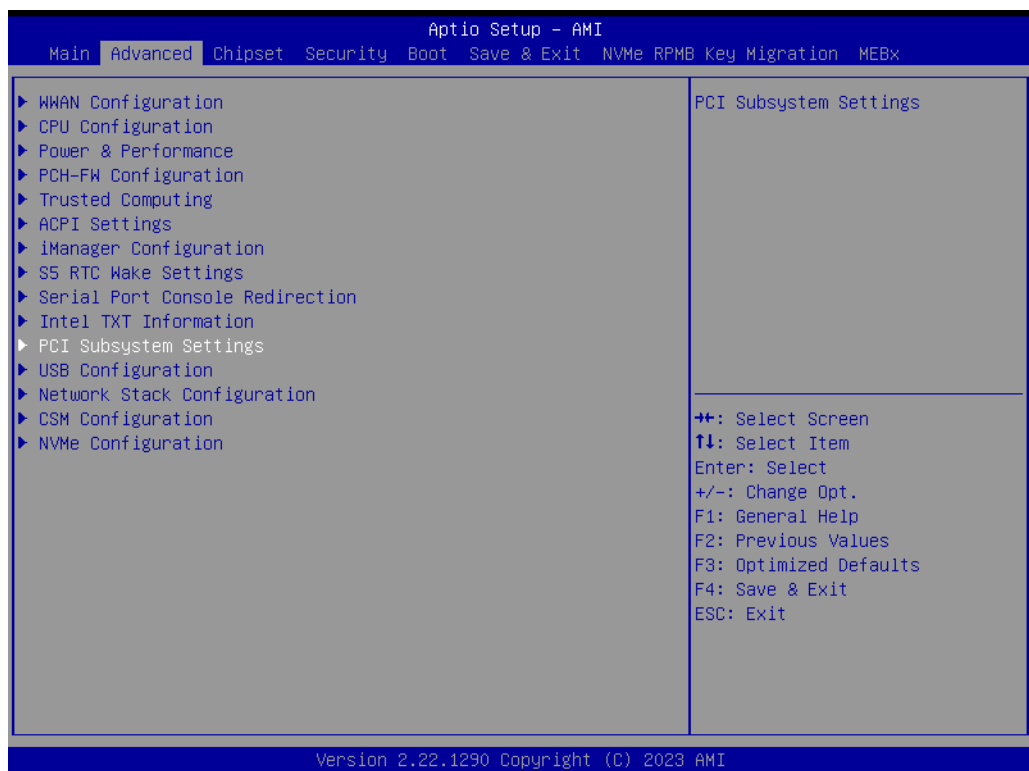 Aptio Setup - AMI
Main Advanced Chipset Security Boot Save & Exit NVMe RPMB Key Migration MEBx
WWAN Configuration
CPU Configuration
Power & Performance
PCH-FW Configuration
Trusted Computing
ACPI Settings
iManager Configuration
S5 RTC Wake Settings
Serial Port Console Redirection
Intel TXT Information
PCI Subsystem Settings
USB Configuration
Network Stack Configuration
CSM Configuration
NVMe Configuration
PCI Subsystem Settings
→←: Select Screen
↑↓: Select Item
Enter: Select
+/-: Change Opt.
F1: General Help
F2: Previous Values
F3: Optimized Defaults
F4: Save & Exit
ESC: Exit
Version 2.22.1290 Copyright (C) 2023 AMI